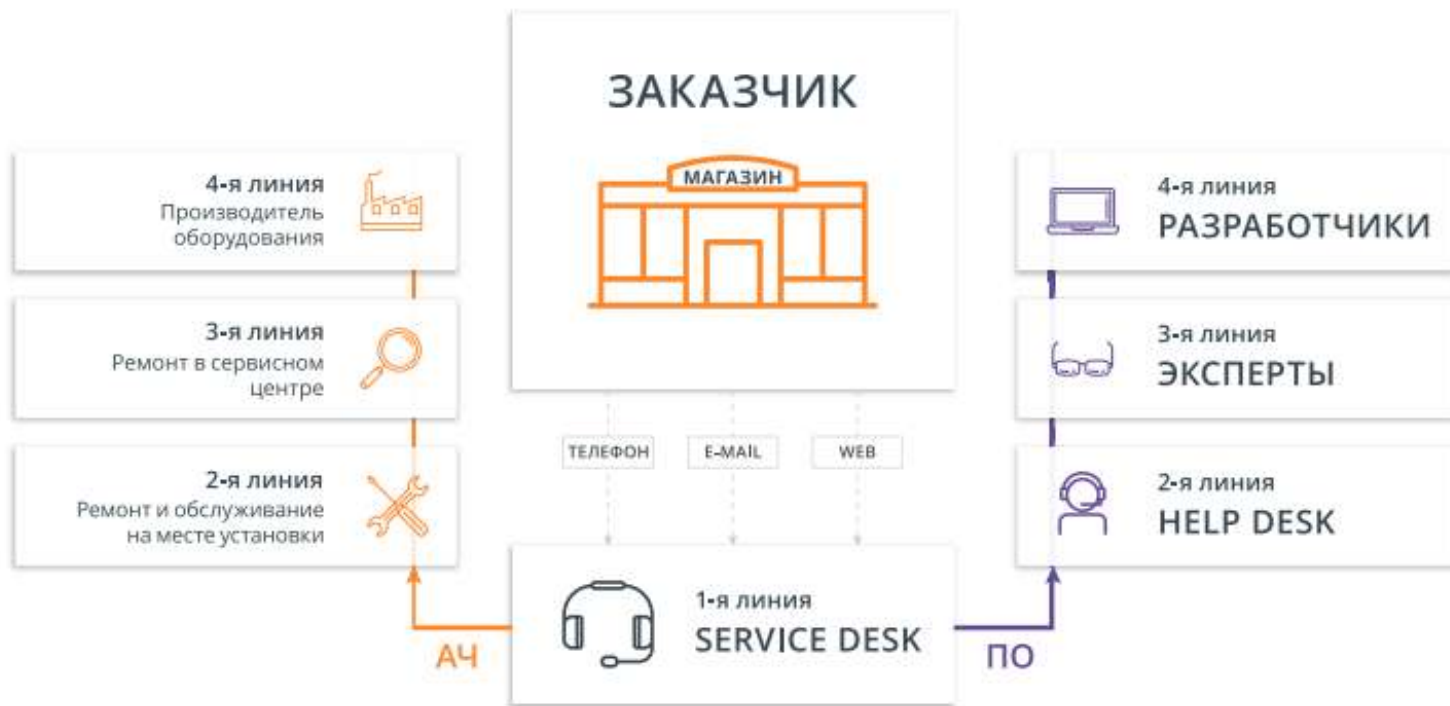 ЗАКАЗЧИК
МАГАЗИН
4-я линия
Производитель
оборудования
3-я линия
Ремонт в сервисном
центре
2-я линия
Ремонт и обслуживание
на месте установки
ТЕЛЕФОН
E-MAIL
WEB
1-я линия
SERVICE DESK
АЧ
ПО
4-я линия
РАЗРАБОТЧИКИ
3-я линия
ЭКСПЕРТЫ
2-я линия
HELP DESK